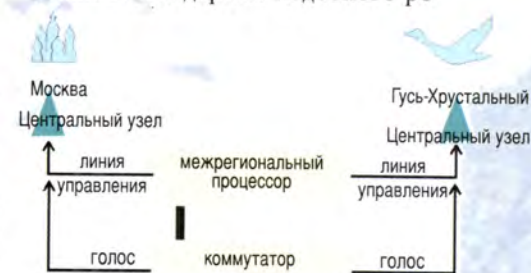 Москва
Гусь-Хрустальный
Центральный узел
Центральный узел
линия
межрегиональный
линия
управления
процессор
управления
голос
коммутатор
голос